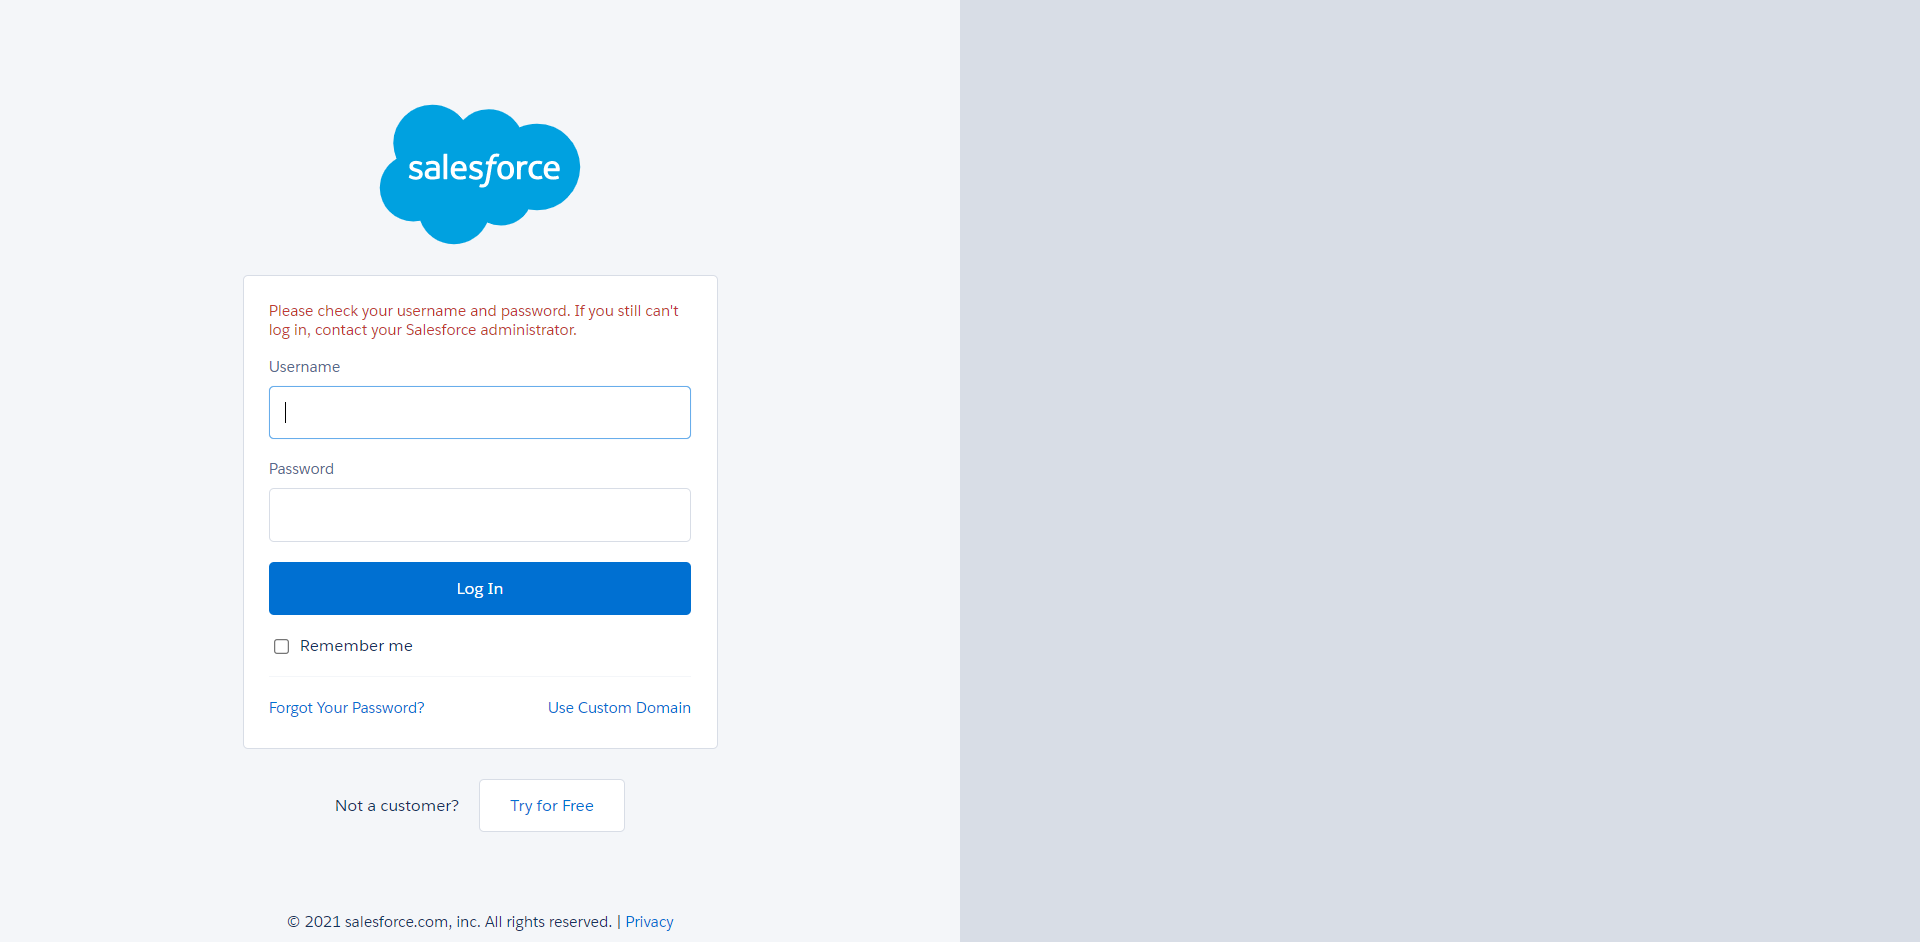 salesforce
Please check your username and password. If you still can't
log in, contact your Salesforce administrator.
Username
Password
Log In
Remember me
Forgot Your Password? Use Custom Domain
Not a customer? Try for Free
© 2021 salesforce.com, inc. All rights reserved. | Privacy